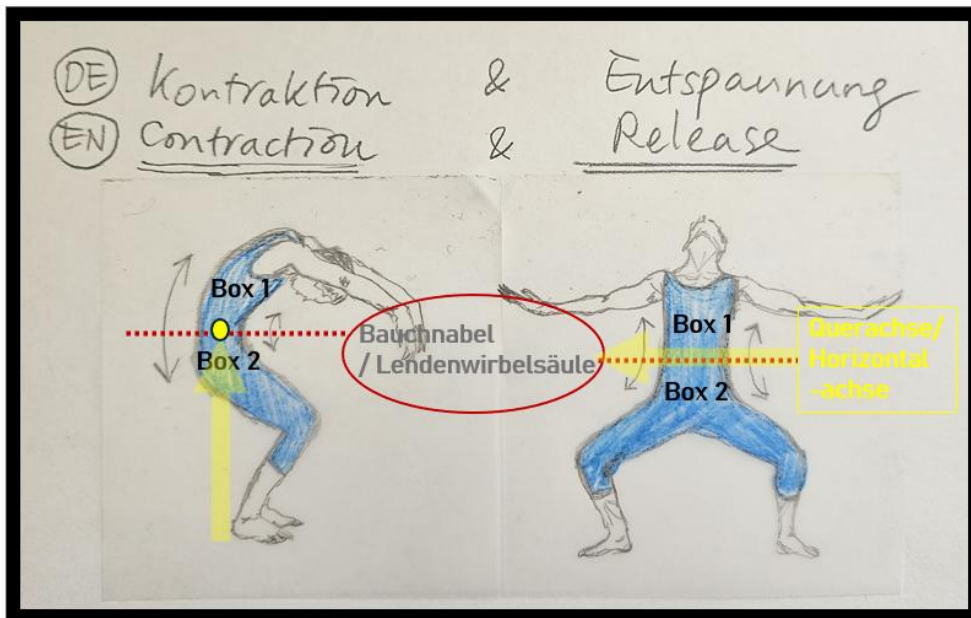 DE Kontraktion & Entspannung
EN Contraction & Release
Box 1
Box 2
Bauchnabel
/ Lendenwirbelsäule
Box 1
Box 2
Querachse/
Horizontal
-achse